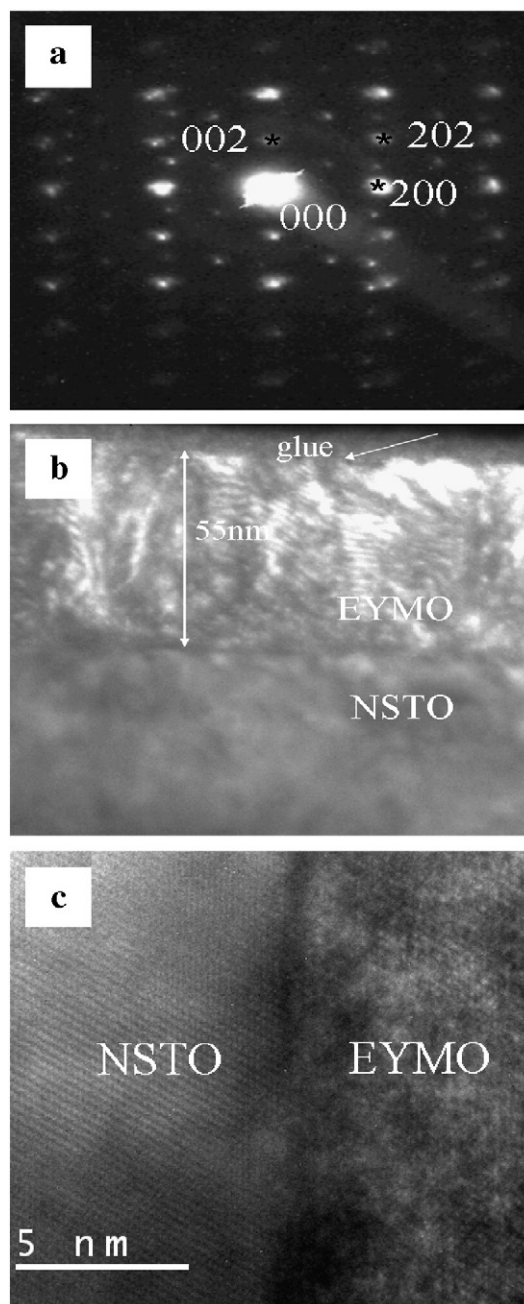 a
002 * * 202
* 200
000
b
glue
55nm
EYMO
NSTO
c
NSTO EYMO
5 nm